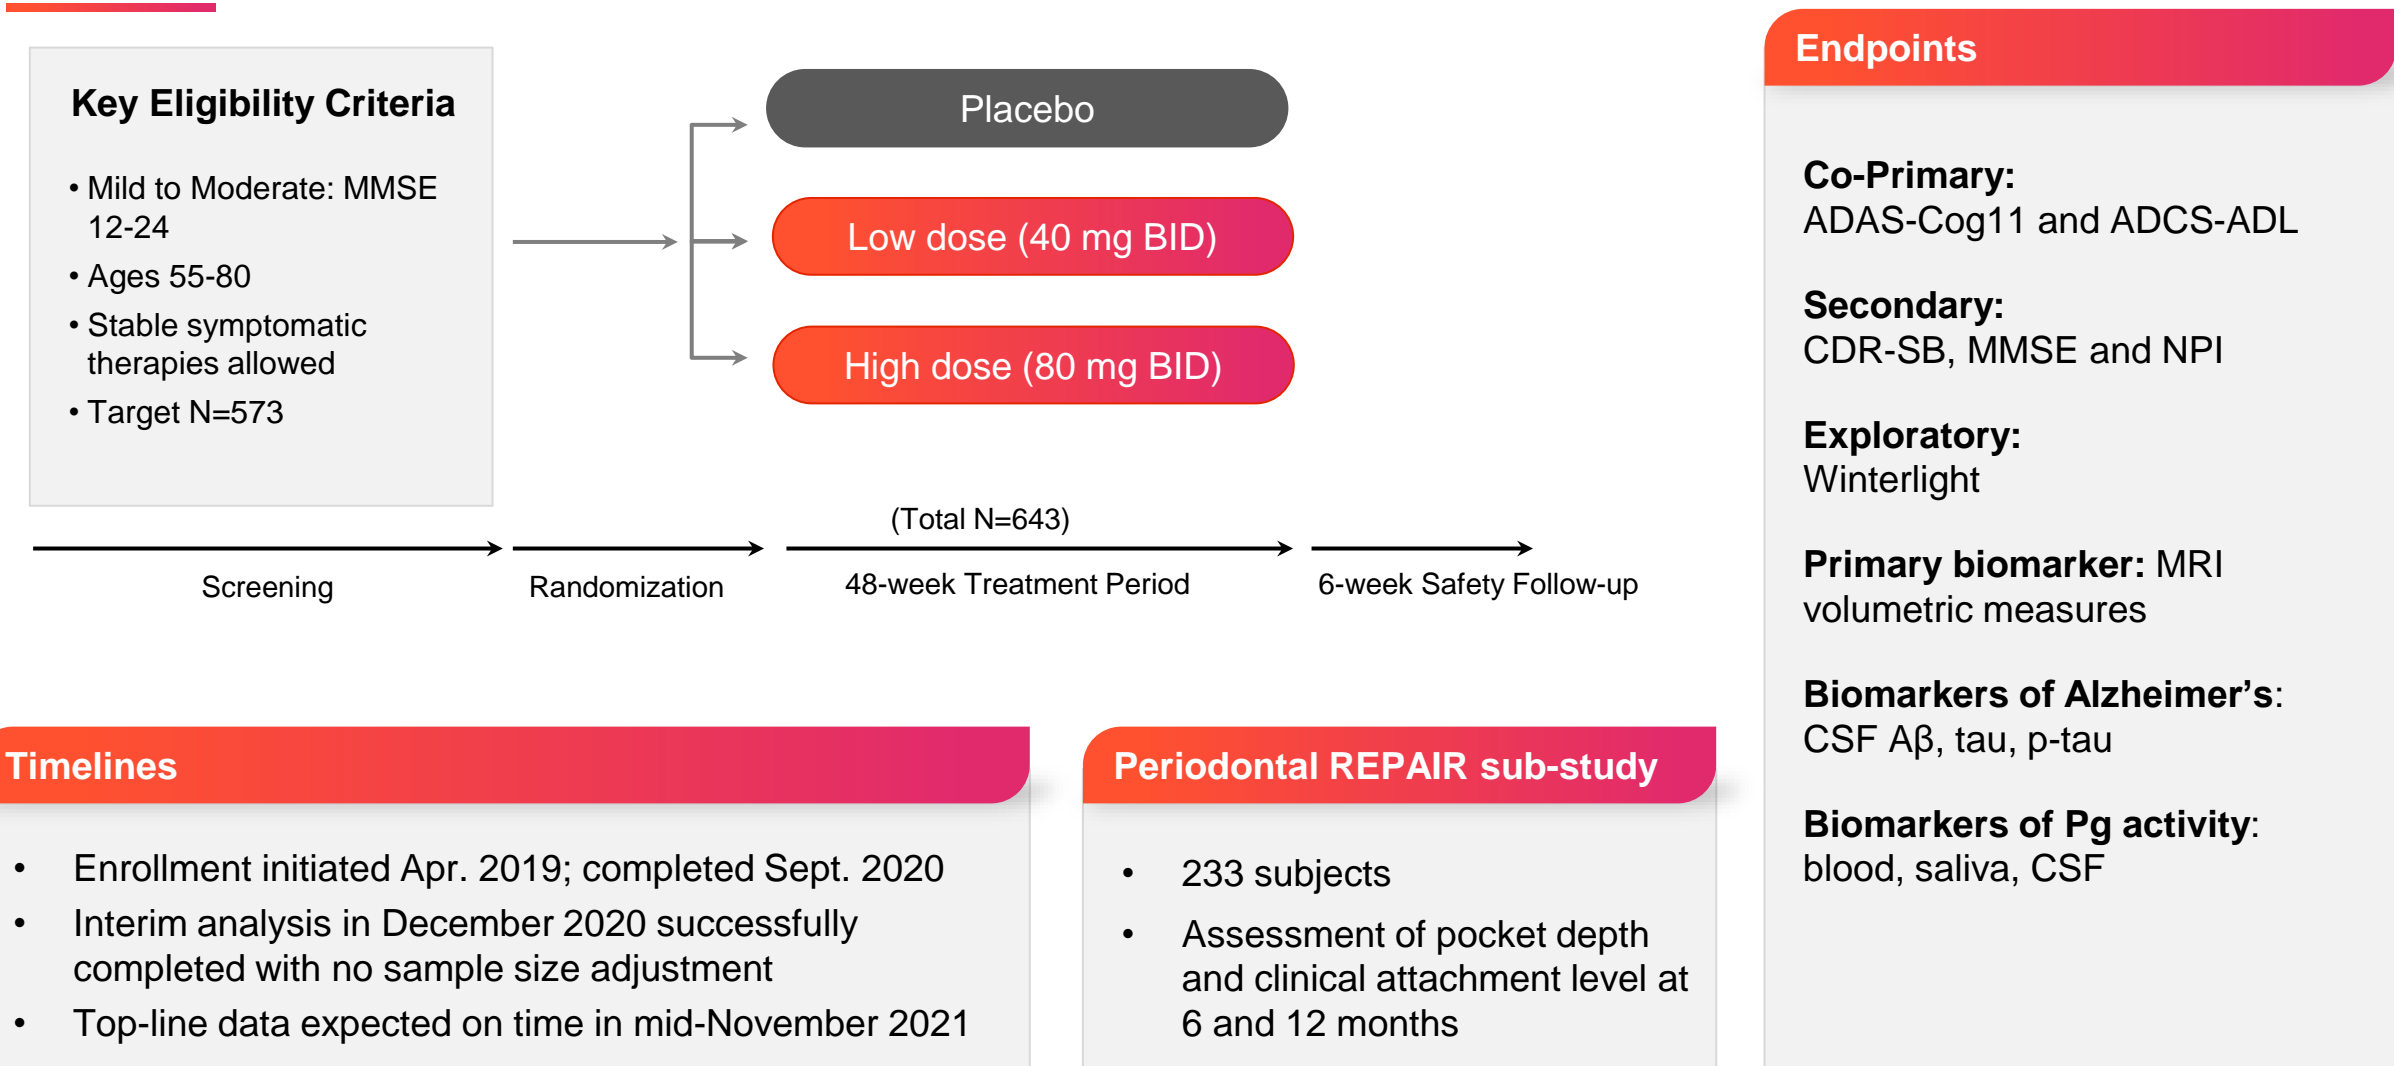 Key Eligibility Criteria
• Mild to Moderate: MMSE
12-24
• Ages 55-80
• Stable symptomatic
therapies allowed
• Target N=573
Placebo
Low dose (40 mg BID)
High dose (80 mg BID)
(Total N=643)
Screening
Randomization
48-week Treatment Period
6-week Safety Follow-up
Endpoints
Co-Primary:
ADAS-Cog11 and ADCS-ADL
Secondary:
CDR-SB, MMSE and NPI
Exploratory:
Winterlight
Primary biomarker: MRI
volumetric measures
Biomarkers of Alzheimer’s:
CSF Aβ, tau, p-tau
Biomarkers of Pg activity:
blood, saliva, CSF
Timelines
• Enrollment initiated Apr. 2019; completed Sept. 2020
• Interim analysis in December 2020 successfully
completed with no sample size adjustment
• Top-line data expected on time in mid-November 2021
Periodontal REPAIR sub-study
• 233 subjects
• Assessment of pocket depth
and clinical attachment level at
6 and 12 months